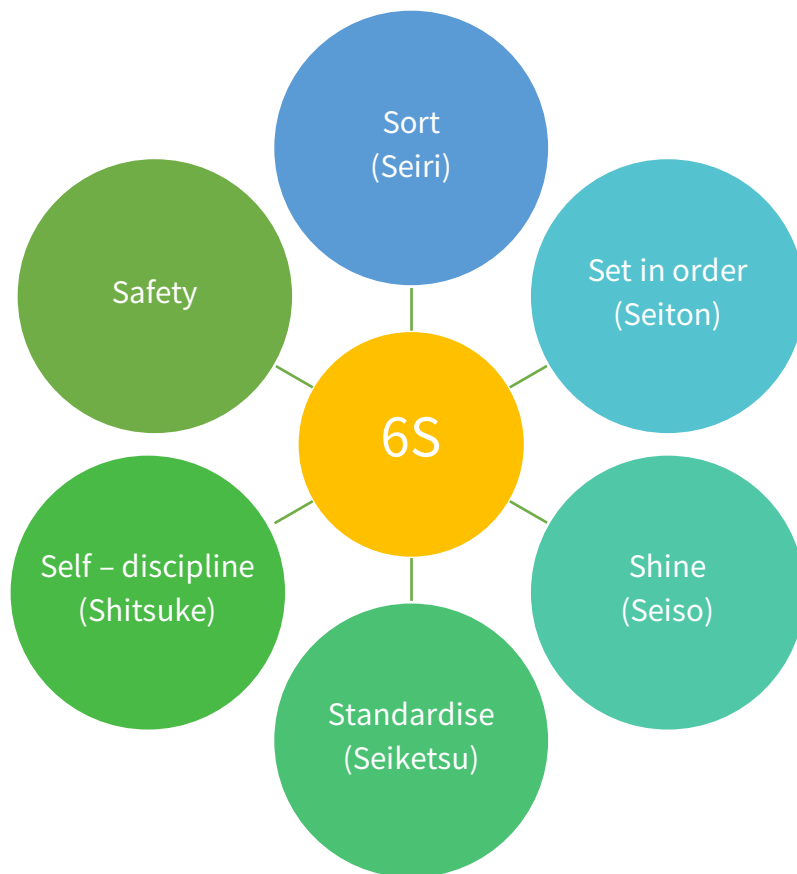 Sort
(Seiri)
Set in order
(Seiton)
Safety
6S
Self – discipline
(Shitsuke)
Shine
(Seiso)
Standardise
(Seiketsu)